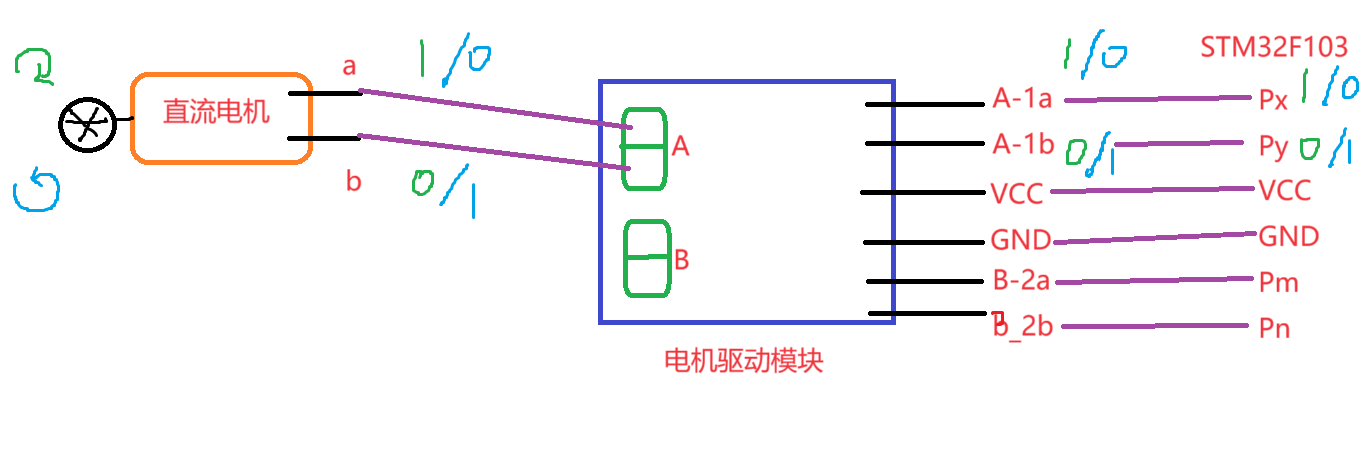 STM32F103
a 1/0
1/0
A-1a
Px 1/0
直流电机
A
A-1b 0/1
Py 0/1
b 0/1
VCC
VCC
GND
GND
B
B-2a
Pm
b_2b
Pn
电机驱动模块